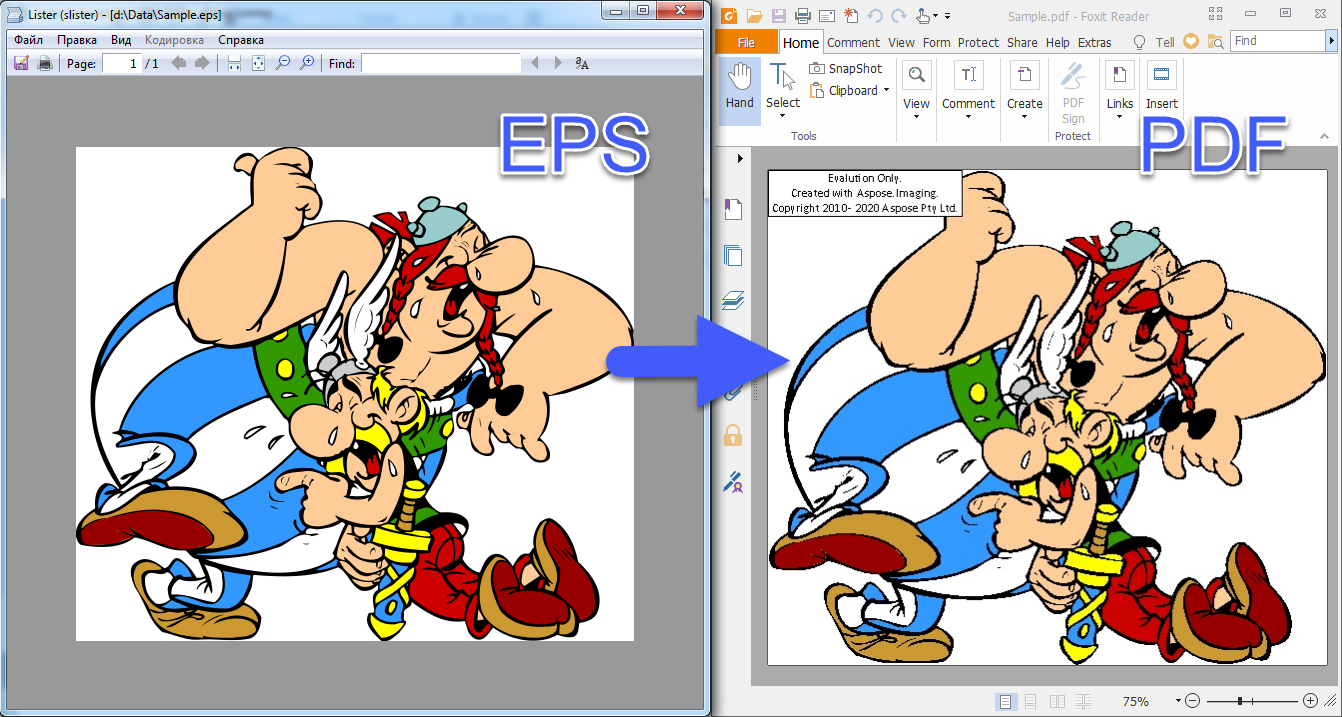 Lister (slister) - [d:\Data\Sample.eps]
Файл Правка Вид Кодировка Справка
Page: 1 / 1 Find:
EPS
Sample.pdf - Foxit Reader
File Home Comment View Form Protect Share Help Extras Tell Find
Hand Select SnapShot Clipboard View Comment Create PDF Sign Links Insert
Tools Protect
PDF
Evalution Only.
Created with Aspose.Imaging.
Copyright 2010- 2020 Aspose Pty Ltd.
75%